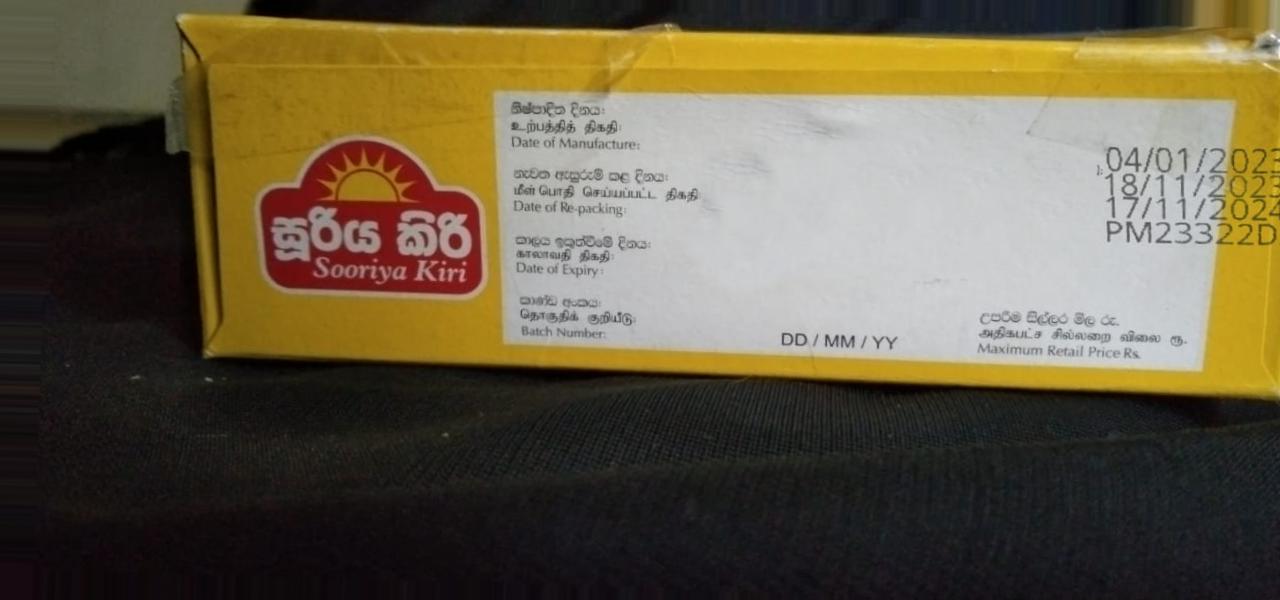 සූරිය කිරි
Sooriya Kiri
නිෂ්පාදිත දිනය:
உற்பத்தித் திகதி:
Date of Manufacture:
නැවත ඇසුරුම් කළ දිනය:
மீள் பொதி செய்யப்பட்ட திகதி:
Date of Re-packing:
කාලය ඉකුත්වීමේ දිනය:
காலாவதி திகதி:
Date of Expiry:
කාණ්ඩ අංකය:
தொகுதிக் குறியீடு:
Batch Number:
DD / MM / YY
04/01/2023
18/11/2023
17/11/2024
PM23322D
උපරිම සිල්ලර මිල රු.
அதிகபட்ச சில்லறை விலை ரூ.
Maximum Retail Price Rs.